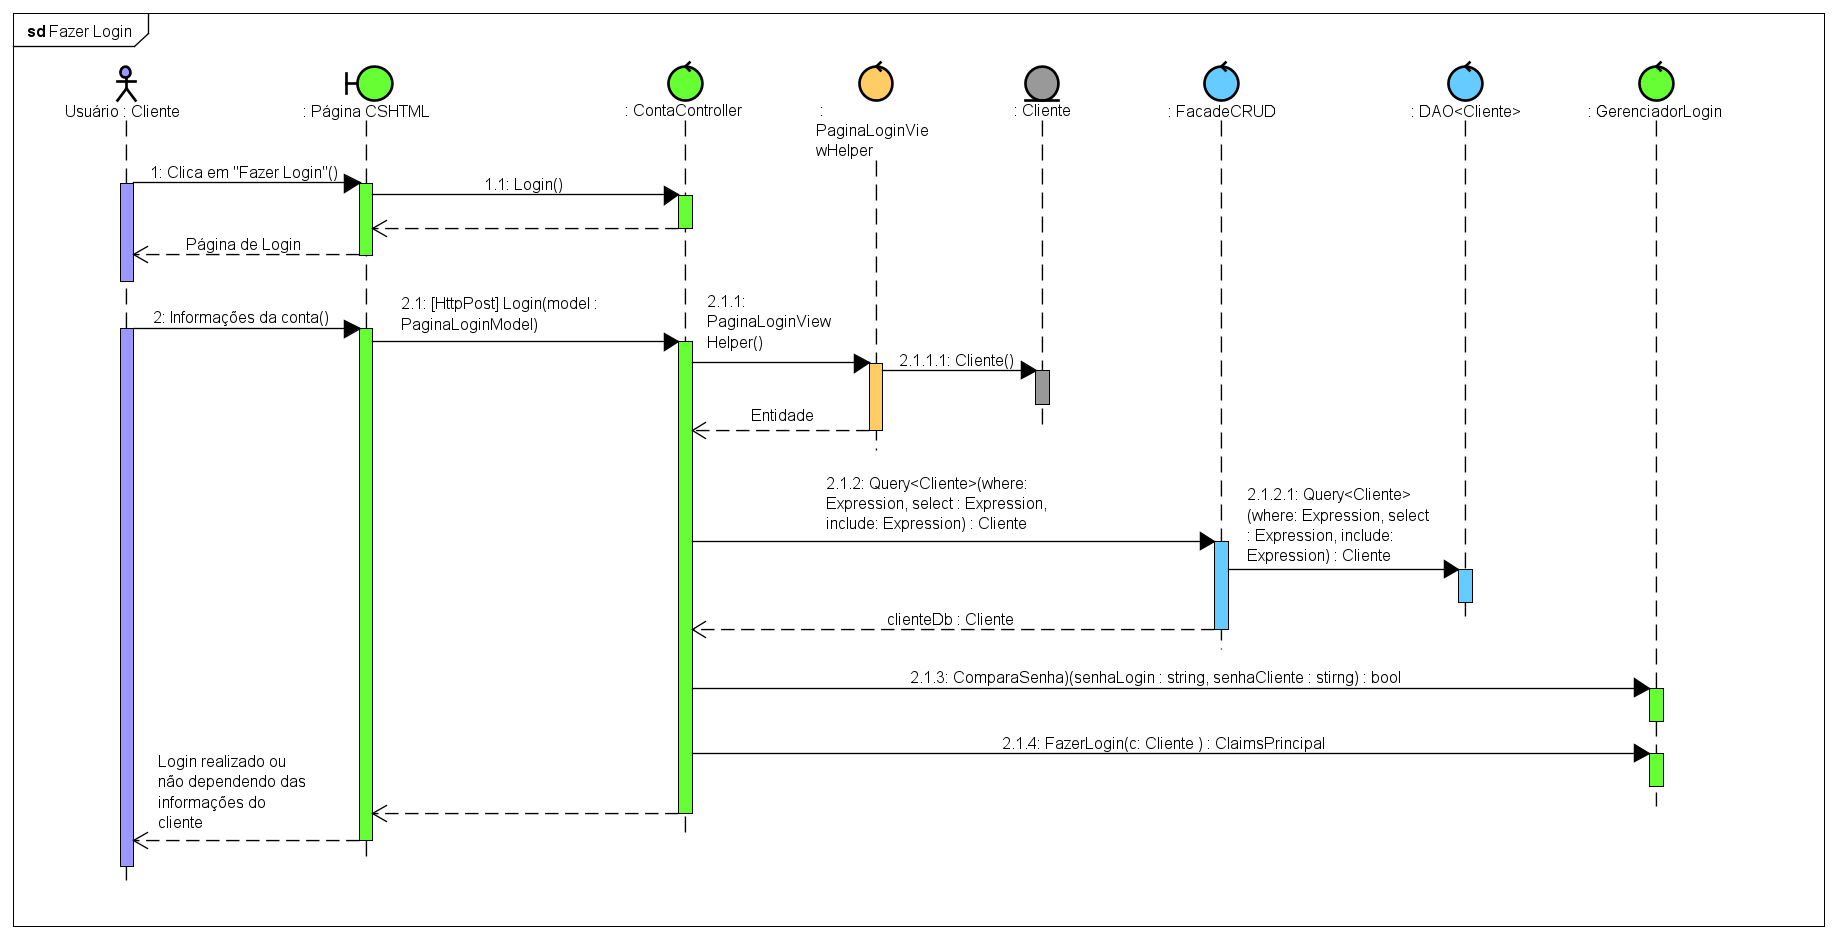 sd Fazer Login
Usuário : Cliente
: Página CSHTML
: ContaController
:
PaginaLoginVie
wHelper
: Cliente
: FacadeCRUD
: DAO<Cliente>
: GerenciadorLogin
1: Clica em "Fazer Login"()
1.1: Login()
Página de Login
2: Informações da conta()
2.1: [HttpPost] Login(model :
PaginaLoginModel)
2.1.1:
PaginaLoginView
Helper()
2.1.1.1: Cliente()
Entidade
2.1.2: Query<Cliente>(where:
Expression, select : Expression,
include: Expression) : Cliente
2.1.2.1: Query<Cliente>
(where: Expression, select
: Expression, include:
Expression) : Cliente
clienteDb : Cliente
2.1.3: ComparaSenha)(senhaLogin : string, senhaCliente : stirng) : bool
2.1.4: FazerLogin(c: Cliente ) : ClaimsPrincipal
Login realizado ou
não dependendo das
informações do
cliente